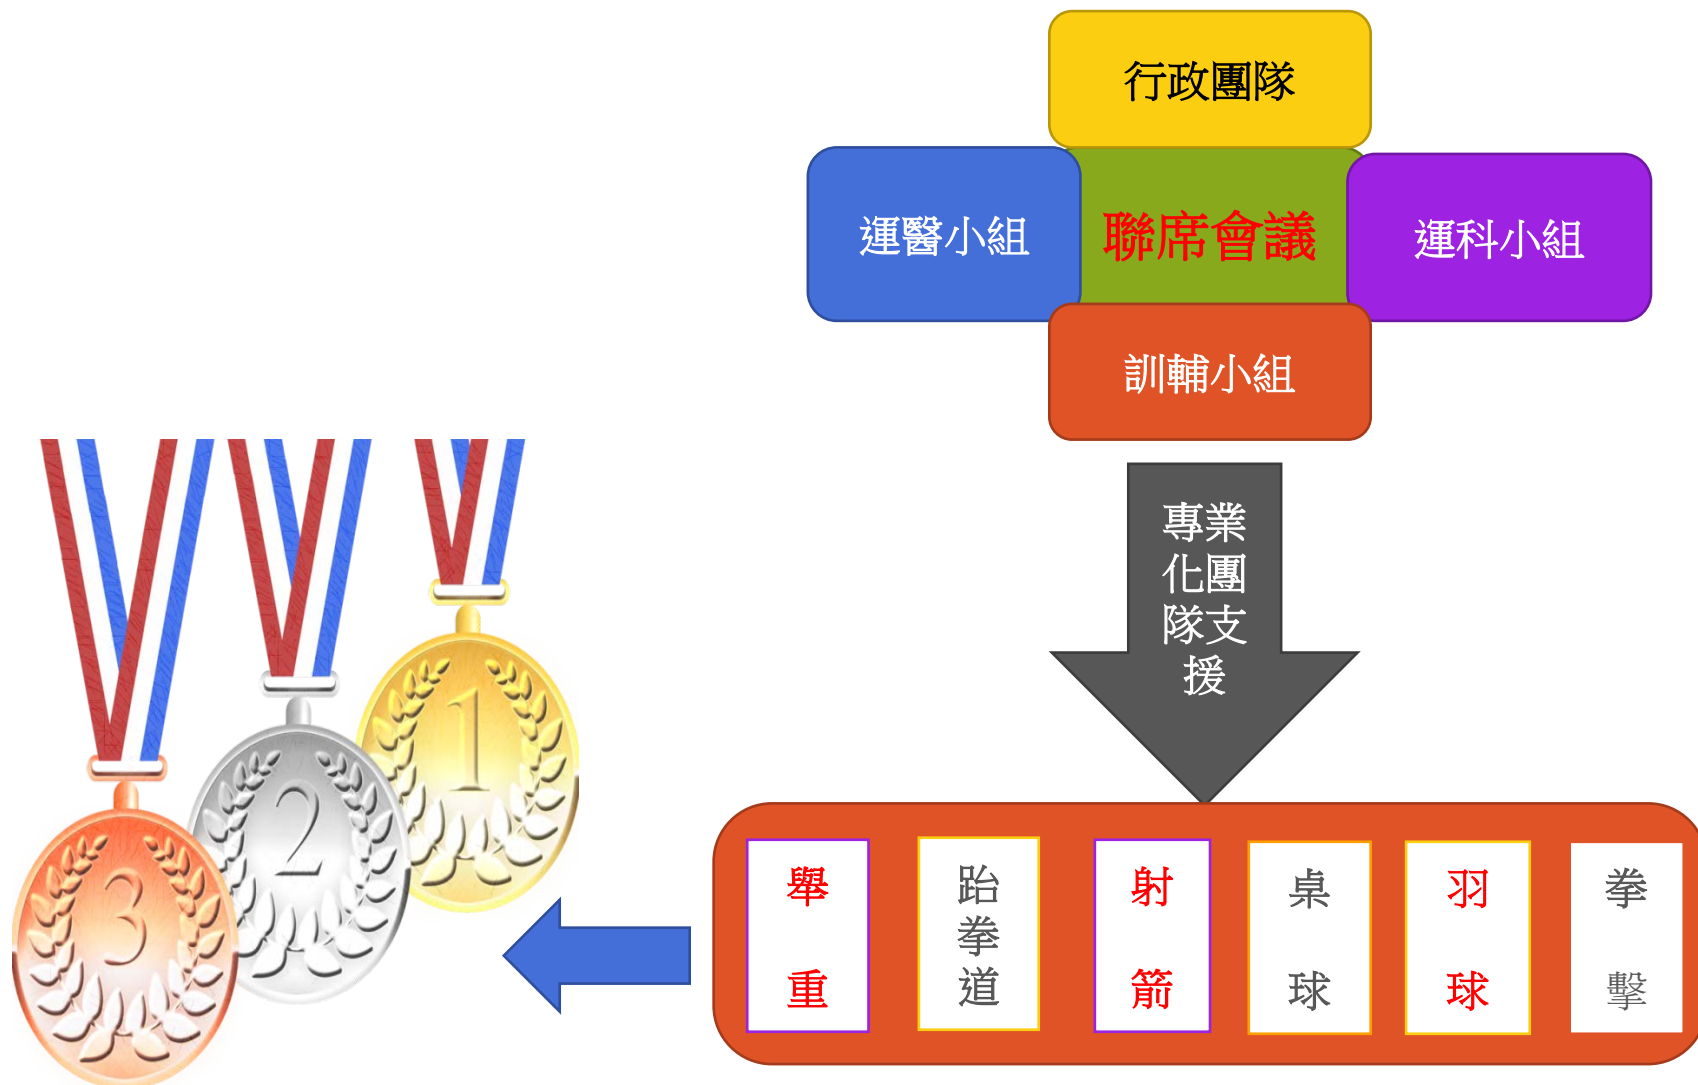 行政團隊
運醫小組
聯席會議
運科小組
訓輔小組
專業
化團
隊支
援
1
2
3
舉重
跆拳道
射箭
桌球
羽球
拳擊